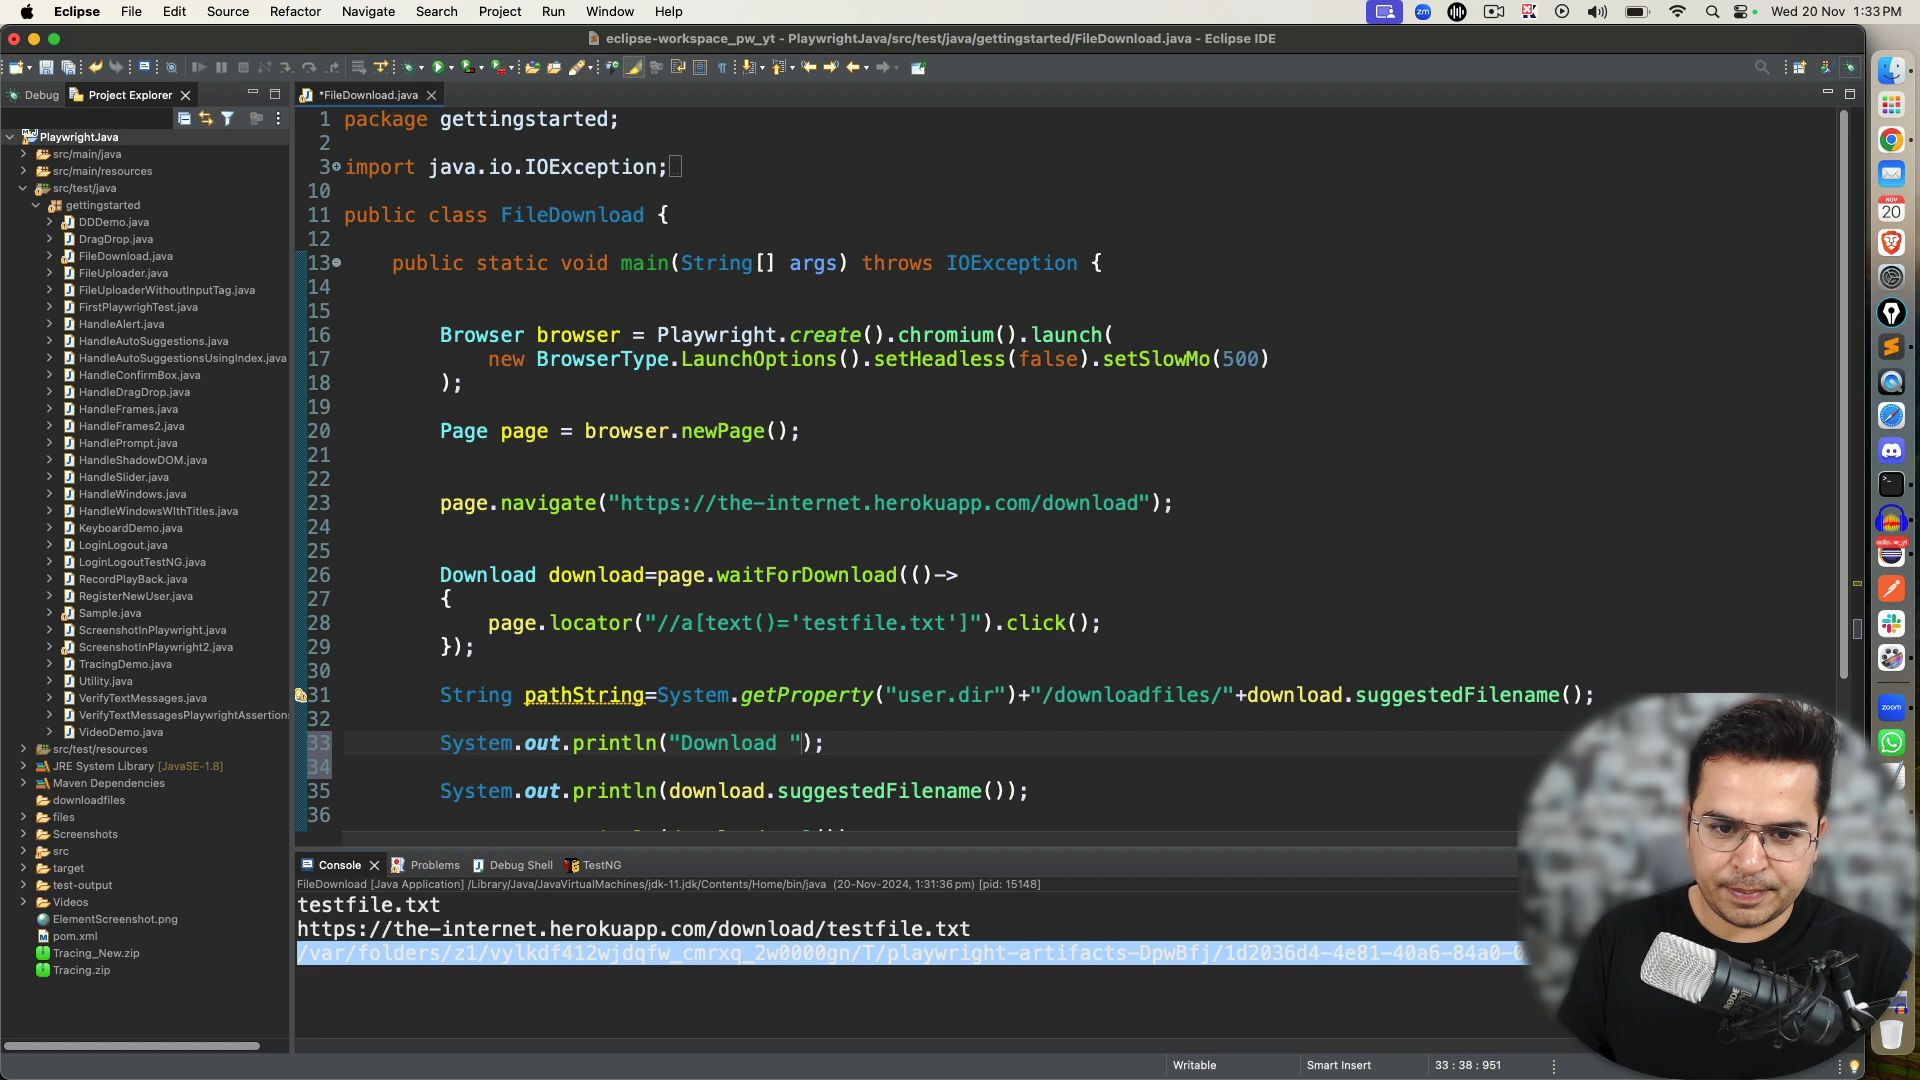 Eclipse File Edit Source Refactor Navigate Search Project Run Window Help
zm
Wed 20 Nov 1:33 PM
eclipse-workspace_pw_yt - PlaywrightJava/src/test/java/gettingstarted/FileDownload.java - Eclipse IDE
Debug Project Explorer
*FileDownload.java
PlaywrightJava
src/main/java
src/main/resources
src/test/java
gettingstarted
DDDemo.java
DragDrop.java
FileDownload.java
FileUploader.java
FileUploaderWithoutInputTag.java
FirstPlaywrighTest.java
HandleAlert.java
HandleAutoSuggestions.java
HandleAutoSuggestionsUsingIndex.java
HandleConfirmBox.java
HandleDragDrop.java
HandleFrames.java
HandleFrames2.java
HandlePrompt.java
HandleShadowDOM.java
HandleSlider.java
HandleWindows.java
HandleWindowsWIthTitles.java
KeyboardDemo.java
LoginLogout.java
LoginLogoutTestNG.java
RecordPlayBack.java
RegisterNewUser.java
Sample.java
ScreenshotInPlaywright.java
ScreenshotInPlaywright2.java
TracingDemo.java
Utility.java
VerifyTextMessages.java
VerifyTextMessagesPlaywrightAssertions
VideoDemo.java
src/test/resources
JRE System Library [JavaSE-1.8]
Maven Dependencies
downloadfiles
files
Screenshots
src
target
test-output
Videos
ElementScreenshot.png
pom.xml
Tracing_New.zip
Tracing.zip
1 package gettingstarted;
2
3 import java.io.IOException;
10
11 public class FileDownload {
12
13 public static void main(String[] args) throws IOException {
14
15
16 Browser browser = Playwright.create().chromium().launch(
17 new BrowserType.LaunchOptions().setHeadless(false).setSlowMo(500)
18 );
19
20 Page page = browser.newPage();
21
22
23 page.navigate("https://the-internet.herokuapp.com/download");
24
25
26 Download download=page.waitForDownload(()->
27 {
28 page.locator("//a[text()='testfile.txt']").click();
29 });
30
31 String pathString=System.getProperty("user.dir")+"/downloadfiles/"+download.suggestedFilename();
32
33 System.out.println("Download ");
34
35 System.out.println(download.suggestedFilename());
36
Console Problems Debug Shell TestNG
FileDownload [Java Application] /Library/Java/JavaVirtualMachines/jdk-11.jdk/Contents/Home/bin/java (20-Nov-2024, 1:31:36 pm) [pid: 15148]
testfile.txt
https://the-internet.herokuapp.com/download/testfile.txt
/var/folders/z1/vylkdf412wjdqfw_cmrxq_2w0000gn/T/playwright-artifacts-DpwBfj/1d2036d4-4e81-40a6-84a0-
Writable Smart Insert 33 : 38 : 951
NOV
20
zoom
RØDE